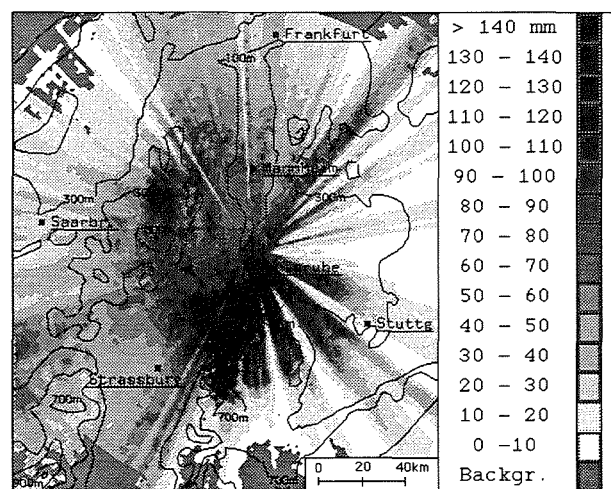 Frankfurt
100m
Mannheim
300m
300m
Saarbr.
Stuttg
Strassburg
700m
700m
0 20 40km
> 140 mm
130 - 140
120 - 130
110 - 120
100 - 110
90 - 100
80 - 90
70 - 80
60 - 70
50 - 60
40 - 50
30 - 40
20 - 30
10 - 20
0 -10
Backgr.